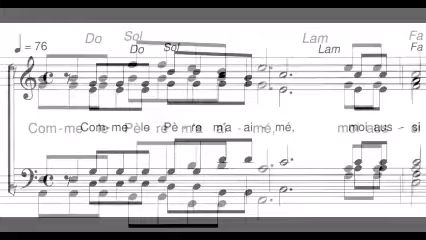 Do Sol Lam Fa
Do Sol Lam Fa
♩ = 76
Com-me le Pè - re m'a ai - mé,
Com-me le Pè - re m'a ai - mé, moi aus - si